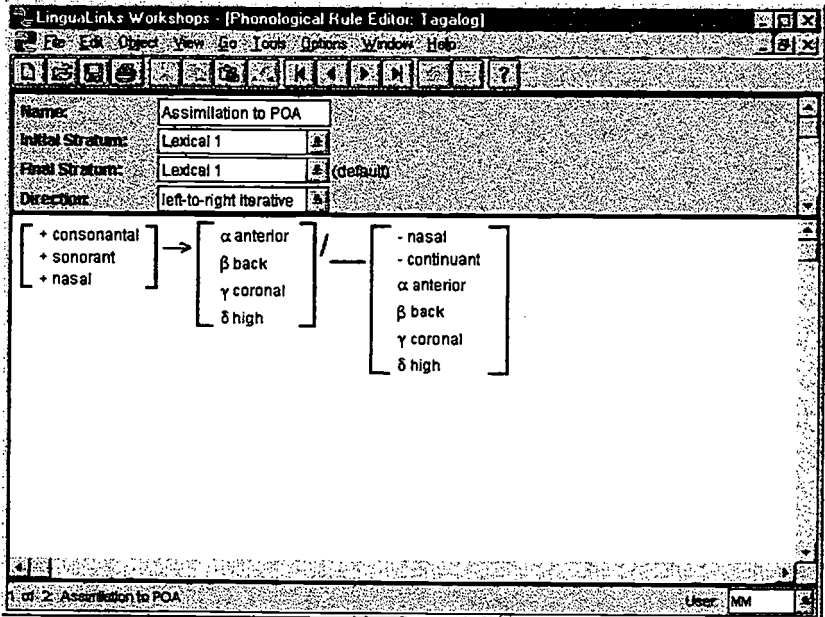 LinguaLinks Workshops - [Phonological Rule Editor: Tagalog]
File Edit Object View Go Tools Options Window Help
Name: Assimilation to POA
Initial Stratum: Lexical 1
Final Stratum: Lexical 1 (default)
Direction: left-to-right iterative
+ consonantal → α anterior / __ - nasal
+ sonorant β back - continuant
+ nasal γ coronal α anterior
δ high β back
γ coronal
δ high
1 of 2 Assimilation to POA User: MM